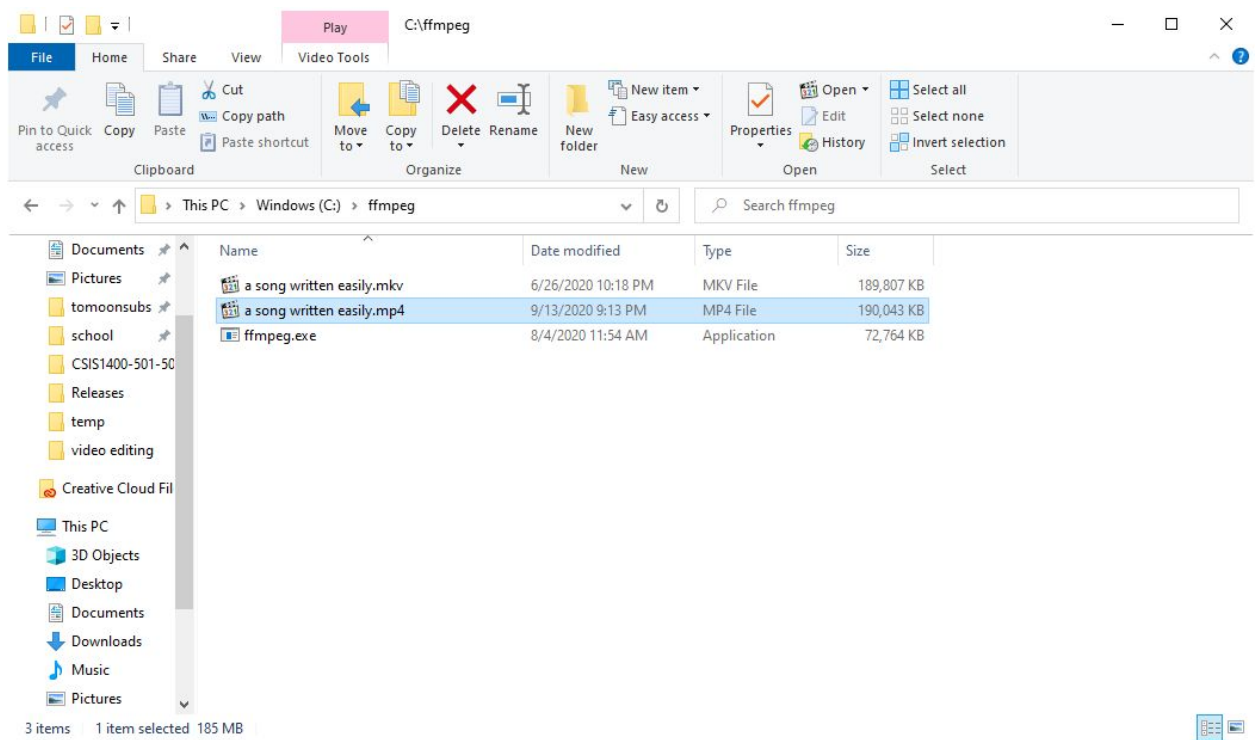 Play C:\ffmpeg
File Home Share View Video Tools
Pin to Quick access
Copy
Paste
Cut
Copy path
Paste shortcut
Clipboard
Move to
Copy to
Delete
Rename
Organize
New folder
New item
Easy access
New
Properties
Open
Edit
History
Open
Select all
Select none
Invert selection
Select
This PC > Windows (C:) > ffmpeg
Search ffmpeg
Documents
Pictures
tomoonsubs
school
CSIS1400-501-50
Releases
temp
video editing
Creative Cloud Fil
This PC
3D Objects
Desktop
Documents
Downloads
Music
Pictures
Name Date modified Type Size
a song written easily.mkv 6/26/2020 10:18 PM MKV File 189,807 KB
a song written easily.mp4 9/13/2020 9:13 PM MP4 File 190,043 KB
ffmpeg.exe 8/4/2020 11:54 AM Application 72,764 KB
3 items 1 item selected 185 MB